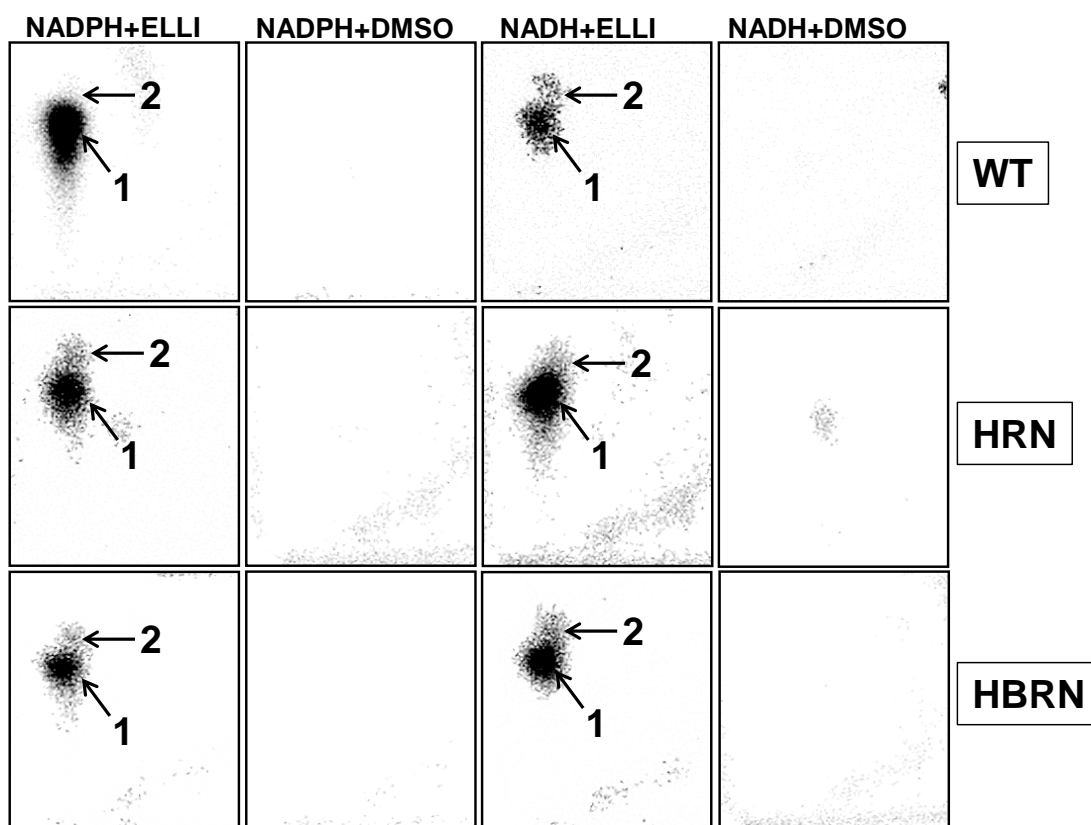 NADPH+ELLI NADPH+DMSO NADH+ELLI NADH+DMSO
2 2
1 1
WT
2 2
1 1
HRN
2 2
1 1
HBRN